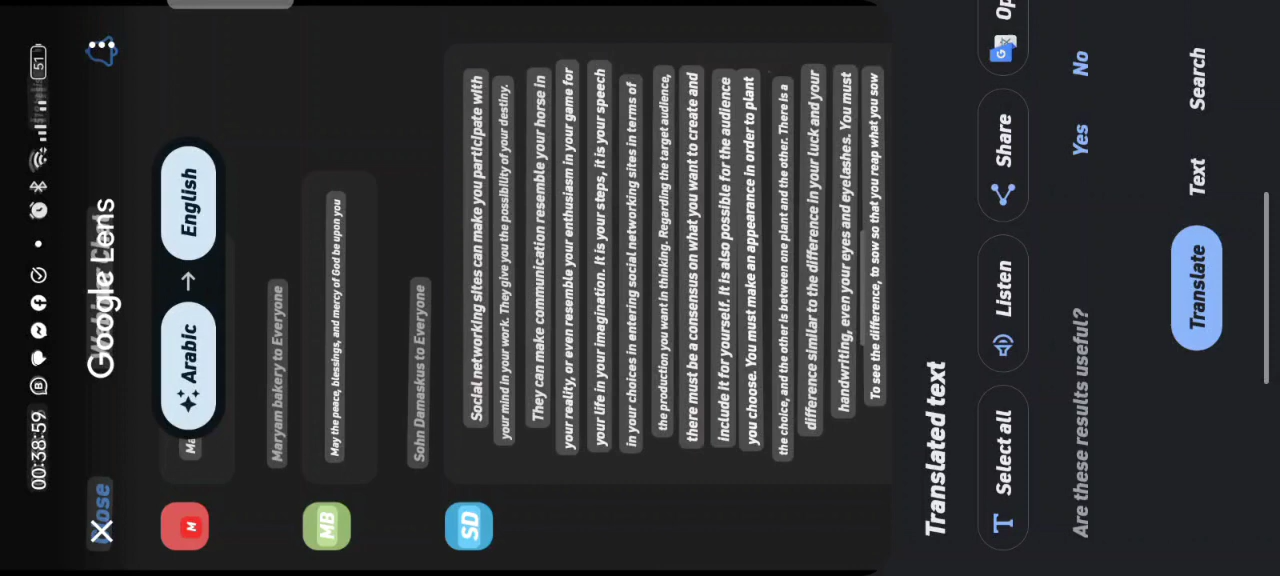 00:38:59
51
Google Lens
Arabic → English
M
Ma
Maryam bakery to Everyone
MB
May the peace, blessings, and mercy of God be upon you
Sohn Damaskus to Everyone
SD
Social networking sites can make you participate with
your mind in your work. They give you the possibility of your destiny.
They can make communication resemble your horse in
your reality, or even resemble your enthusiasm in your game for
your life in your imagination. It is your steps, it is your speech
in your choices in entering social networking sites in terms of
the production you want in thinking. Regarding the target audience,
there must be a consensus on what you want to create and
include it for yourself. It is also possible for the audience
you choose. You must make an appearance in order to plant
the choice, and the other is between one plant and the other. There is a
difference similar to the difference in your luck and your
handwriting, even your eyes and eyelashes. You must
To see the difference, to sow so that you reap what you sow
Translated text
Select all
Listen
Share
Op
Are these results useful?
Yes
No
Translate
Text
Search